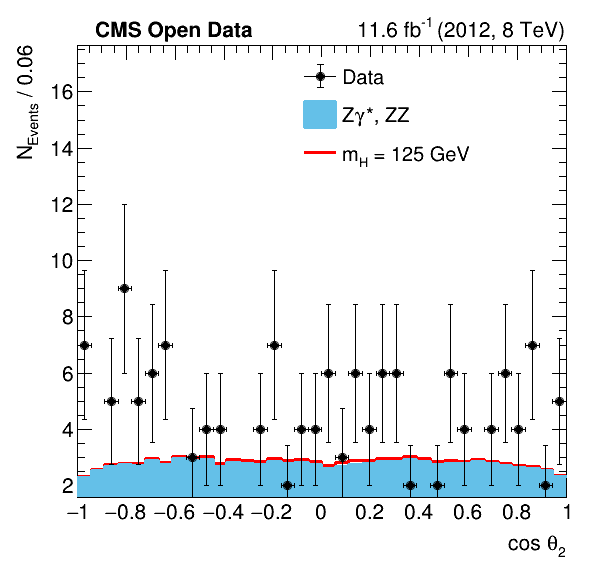 CMS Open Data
11.6 fb⁻¹ (2012, 8 TeV)
N_Events / 0.06
Data
Zγ*, ZZ
m_H = 125 GeV
16
14
12
10
8
6
4
2
−1 −0.8 −0.6 −0.4 −0.2 0 0.2 0.4 0.6 0.8 1
cos θ₂